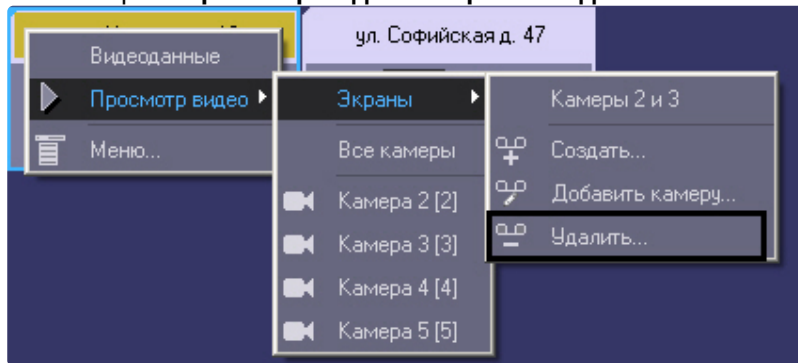 ул. Софийская д. 47
Видеоданные
Просмотр видео
Меню...
Экраны
Все камеры
Камера 2 [2]
Камера 3 [3]
Камера 4 [4]
Камера 5 [5]
Камеры 2 и 3
Создать...
Добавить камеру...
Удалить...